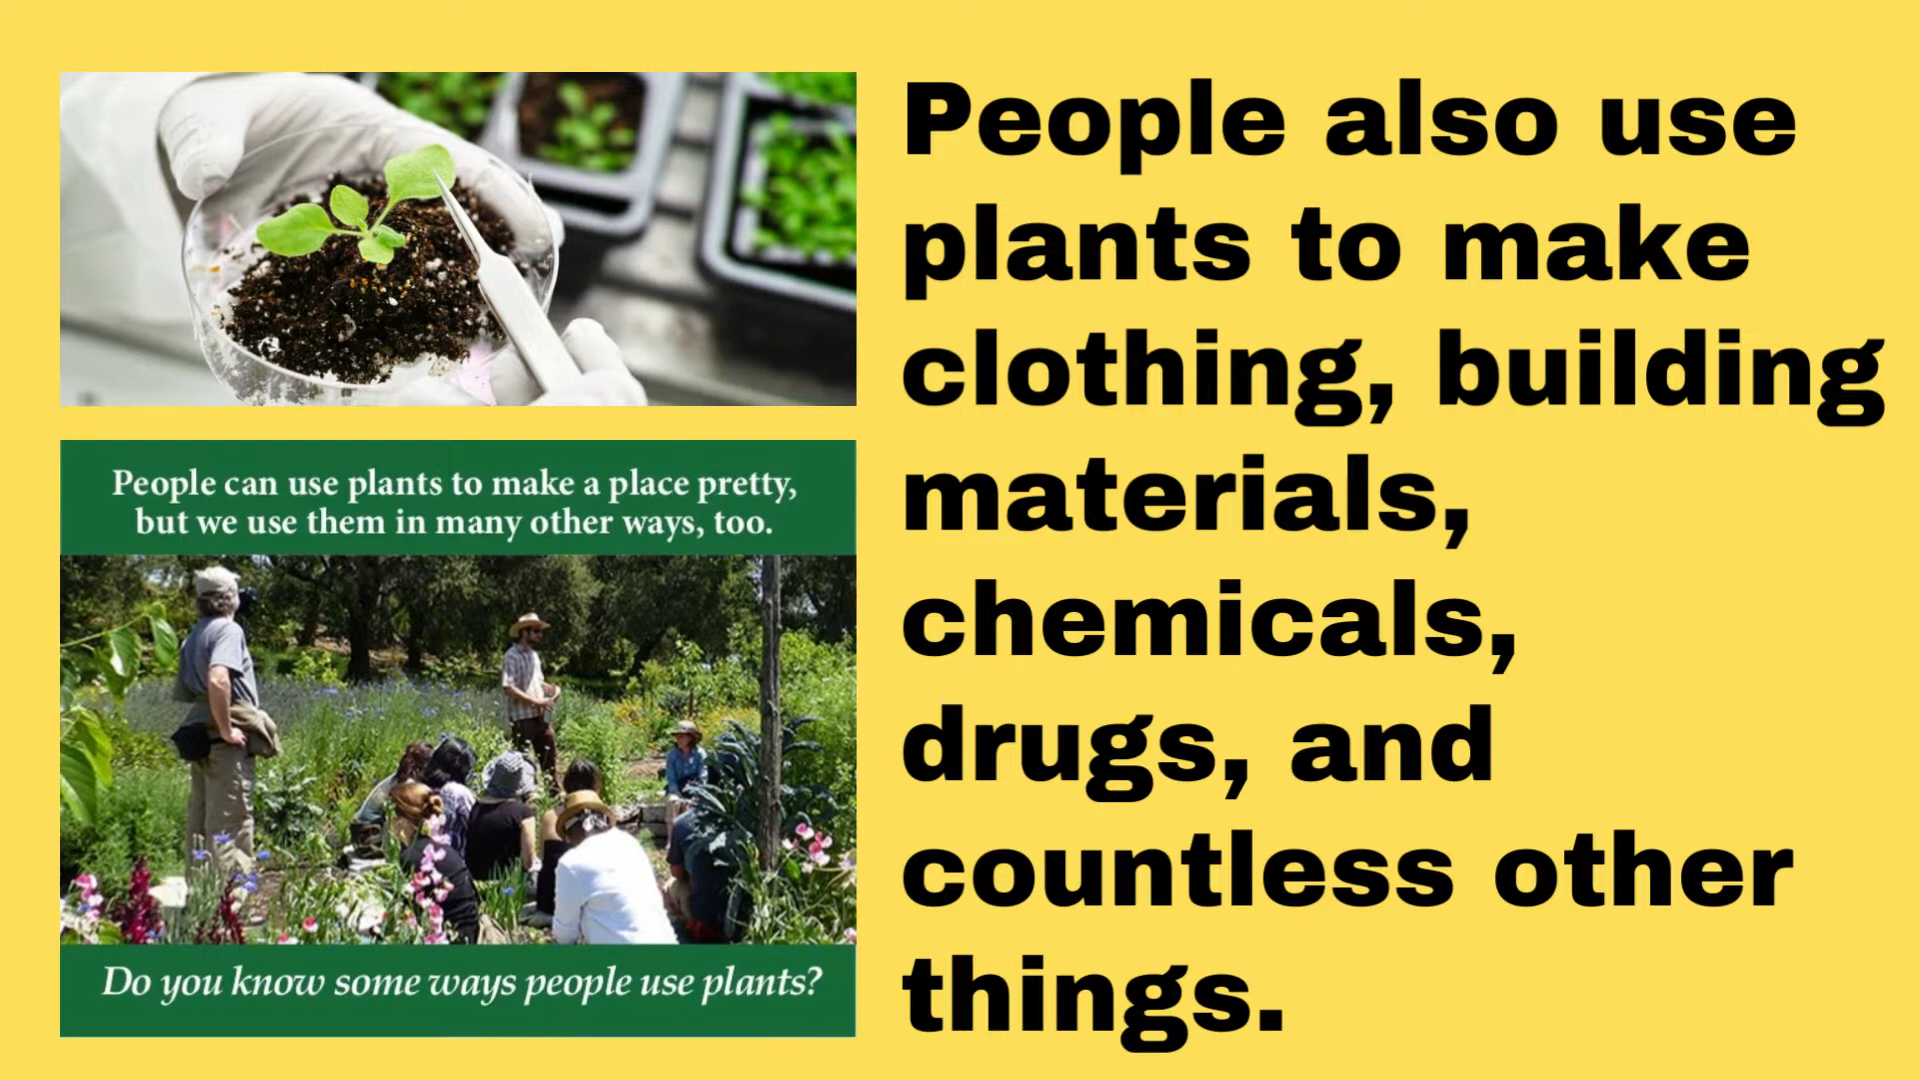 People also use
plants to make
clothing, building
materials,
chemicals,
drugs, and
countless other
things.
People can use plants to make a place pretty,
but we use them in many other ways, too.
Do you know some ways people use plants?